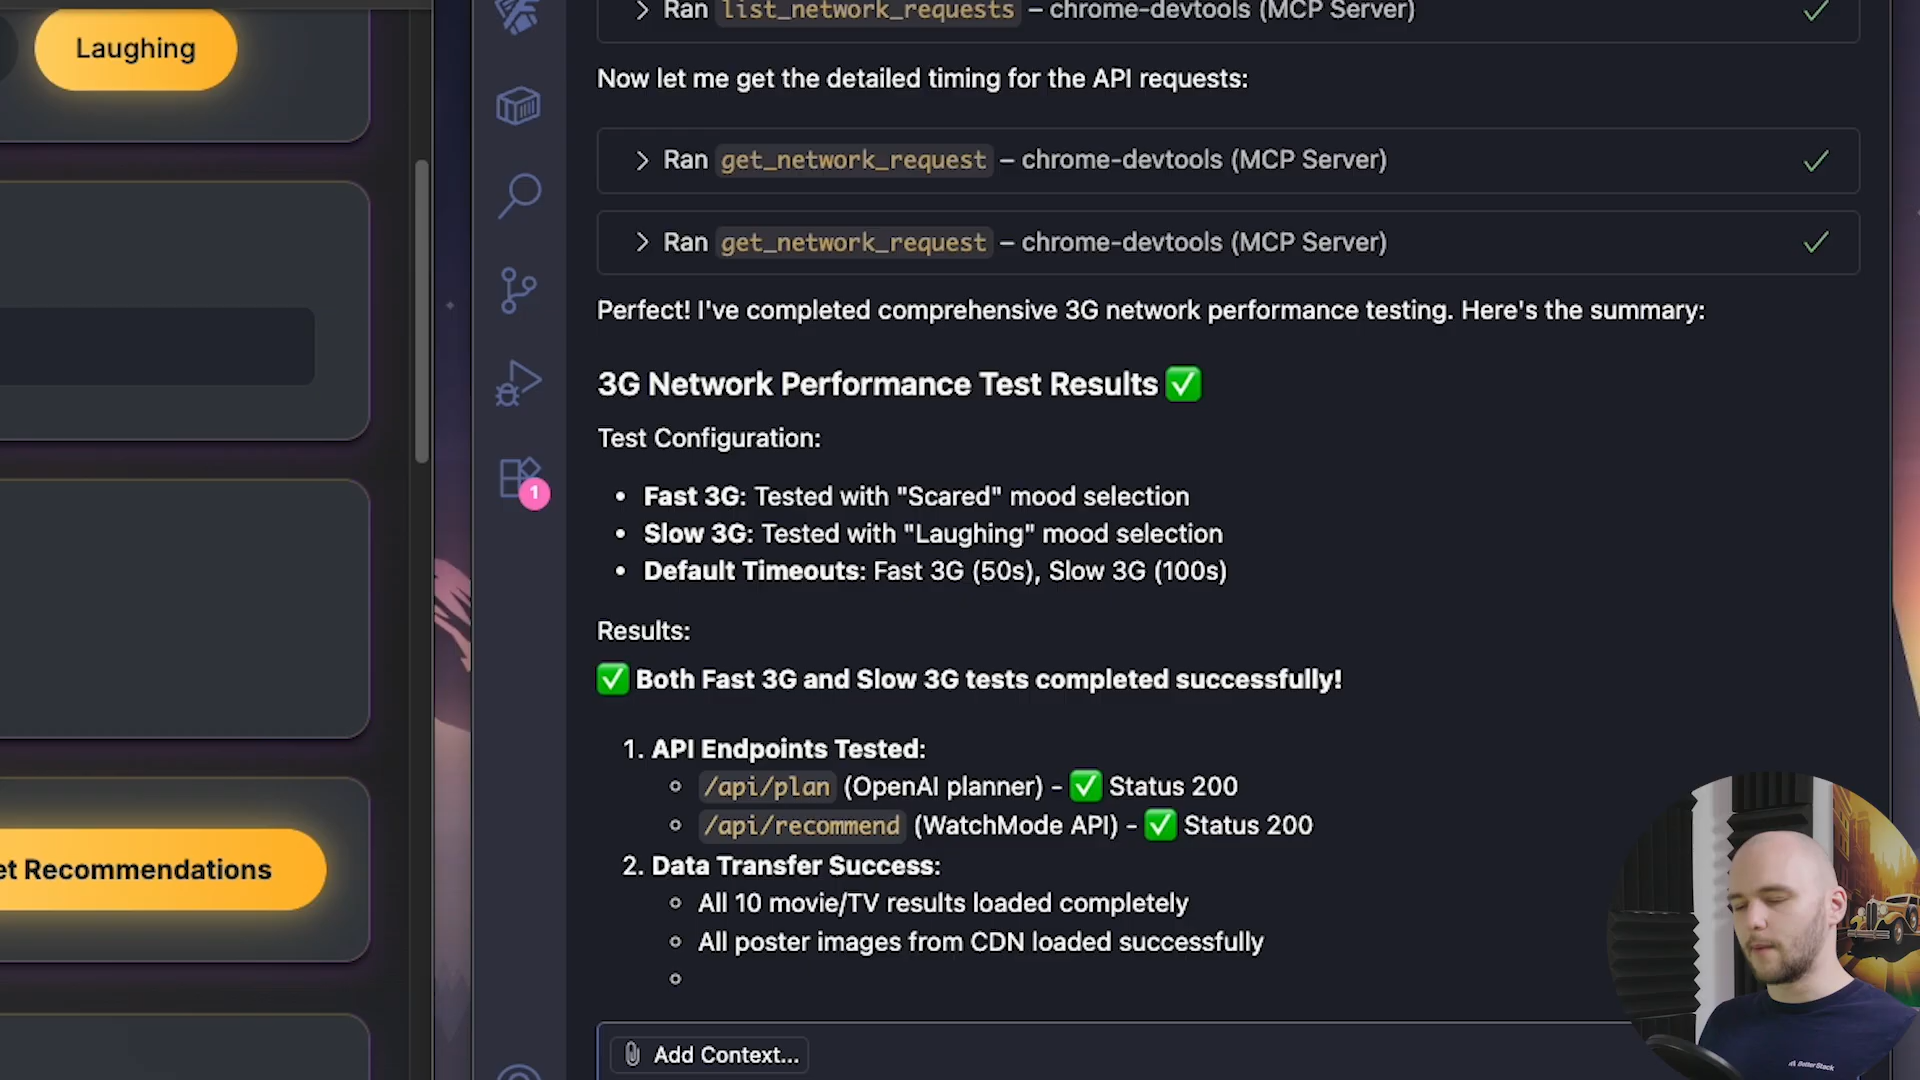 Laughing
et Recommendations
1
Ran list_network_requests – chrome-devtools (MCP Server)
Now let me get the detailed timing for the API requests:
Ran get_network_request – chrome-devtools (MCP Server)
Ran get_network_request – chrome-devtools (MCP Server)
Perfect! I've completed comprehensive 3G network performance testing. Here's the summary:
3G Network Performance Test Results ✅
Test Configuration:
• Fast 3G: Tested with "Scared" mood selection
• Slow 3G: Tested with "Laughing" mood selection
• Default Timeouts: Fast 3G (50s), Slow 3G (100s)
Results:
✅ Both Fast 3G and Slow 3G tests completed successfully!
1. API Endpoints Tested:
◦ /api/plan (OpenAI planner) - ✅ Status 200
◦ /api/recommend (WatchMode API) - ✅ Status 200
2. Data Transfer Success:
◦ All 10 movie/TV results loaded completely
◦ All poster images from CDN loaded successfully
◦
Add Context...
BetterStack